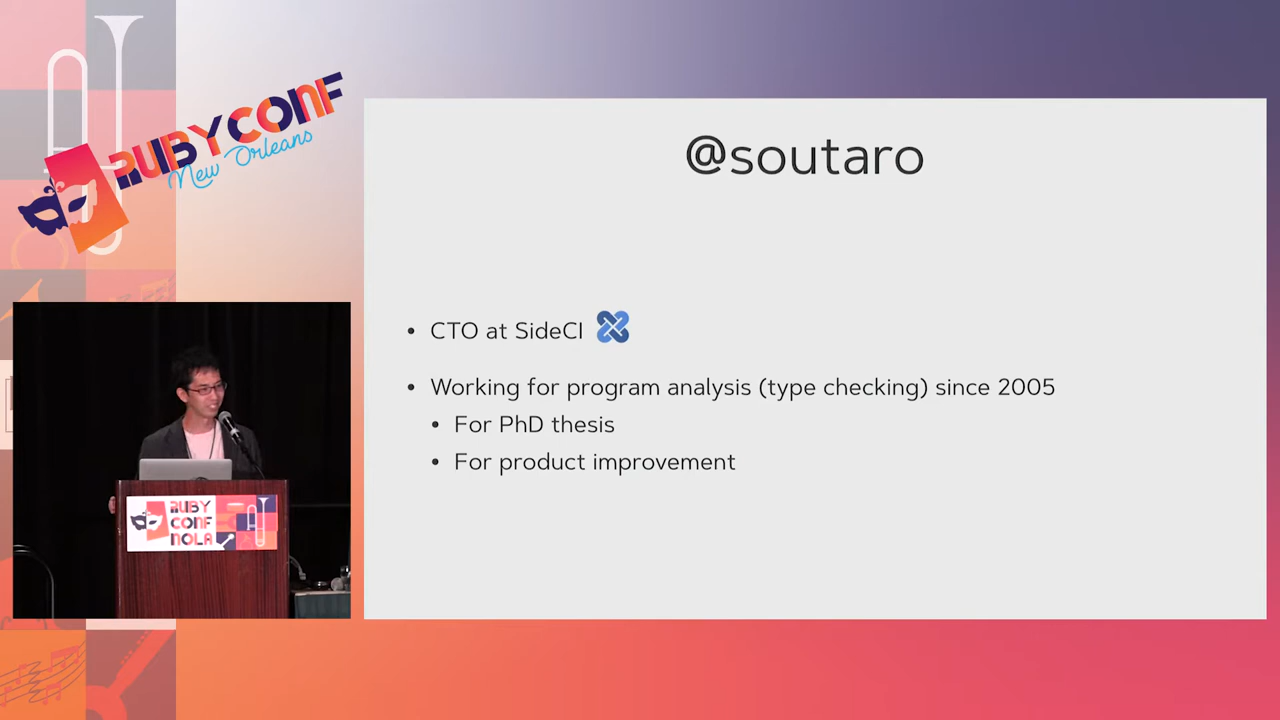 RUBYCONF
New Orleans
@soutaro
• CTO at SideCI
• Working for program analysis (type checking) since 2005
• For PhD thesis
• For product improvement
RUBY
CONF
NOLA